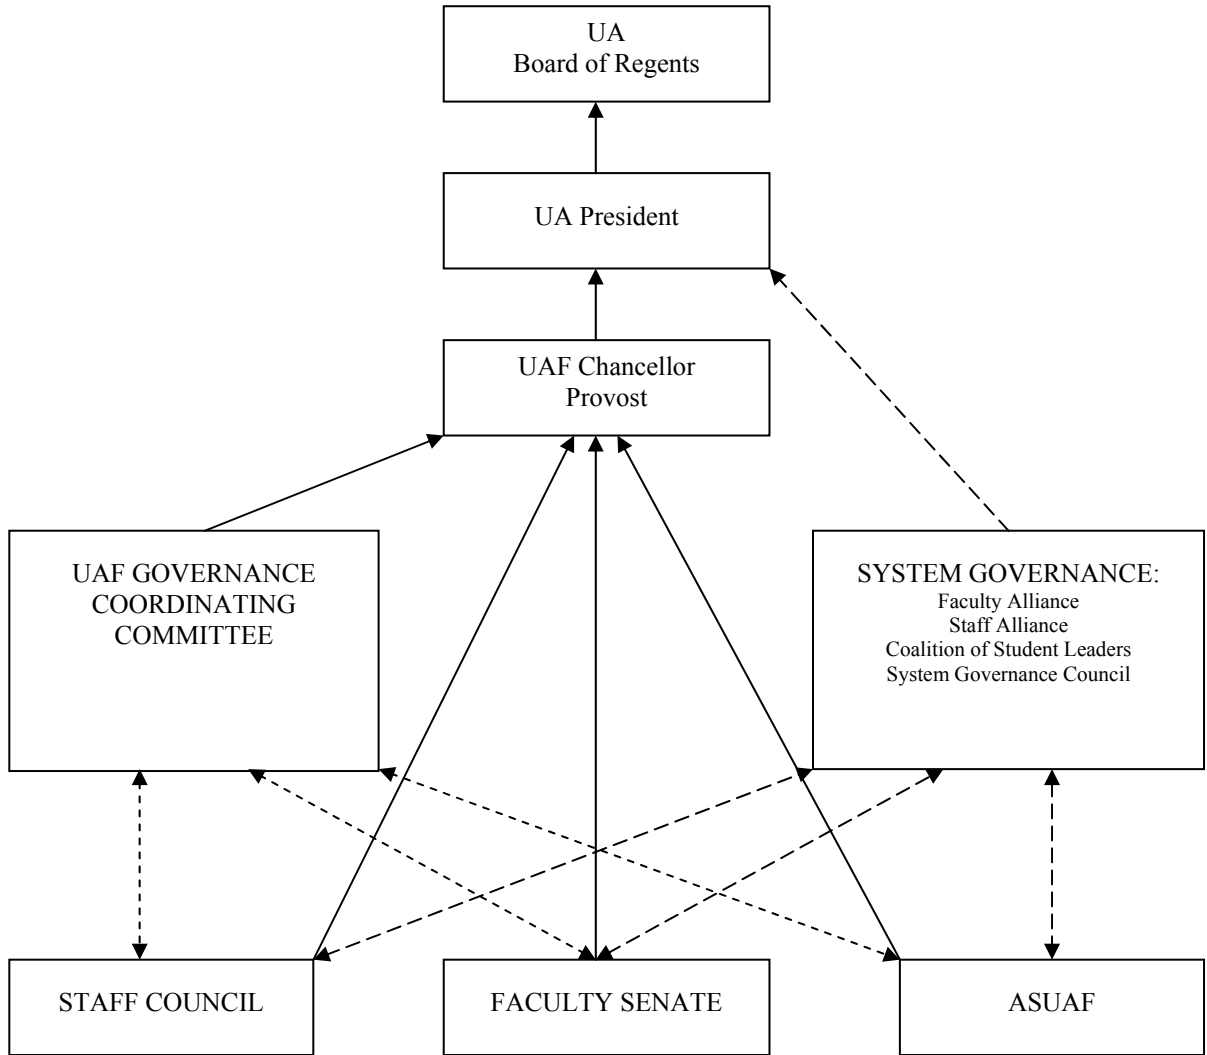 UA
Board of Regents
UA President
UAF Chancellor
Provost
UAF GOVERNANCE
COORDINATING
COMMITTEE
SYSTEM GOVERNANCE:
Faculty Alliance
Staff Alliance
Coalition of Student Leaders
System Governance Council
STAFF COUNCIL
FACULTY SENATE
ASUAF